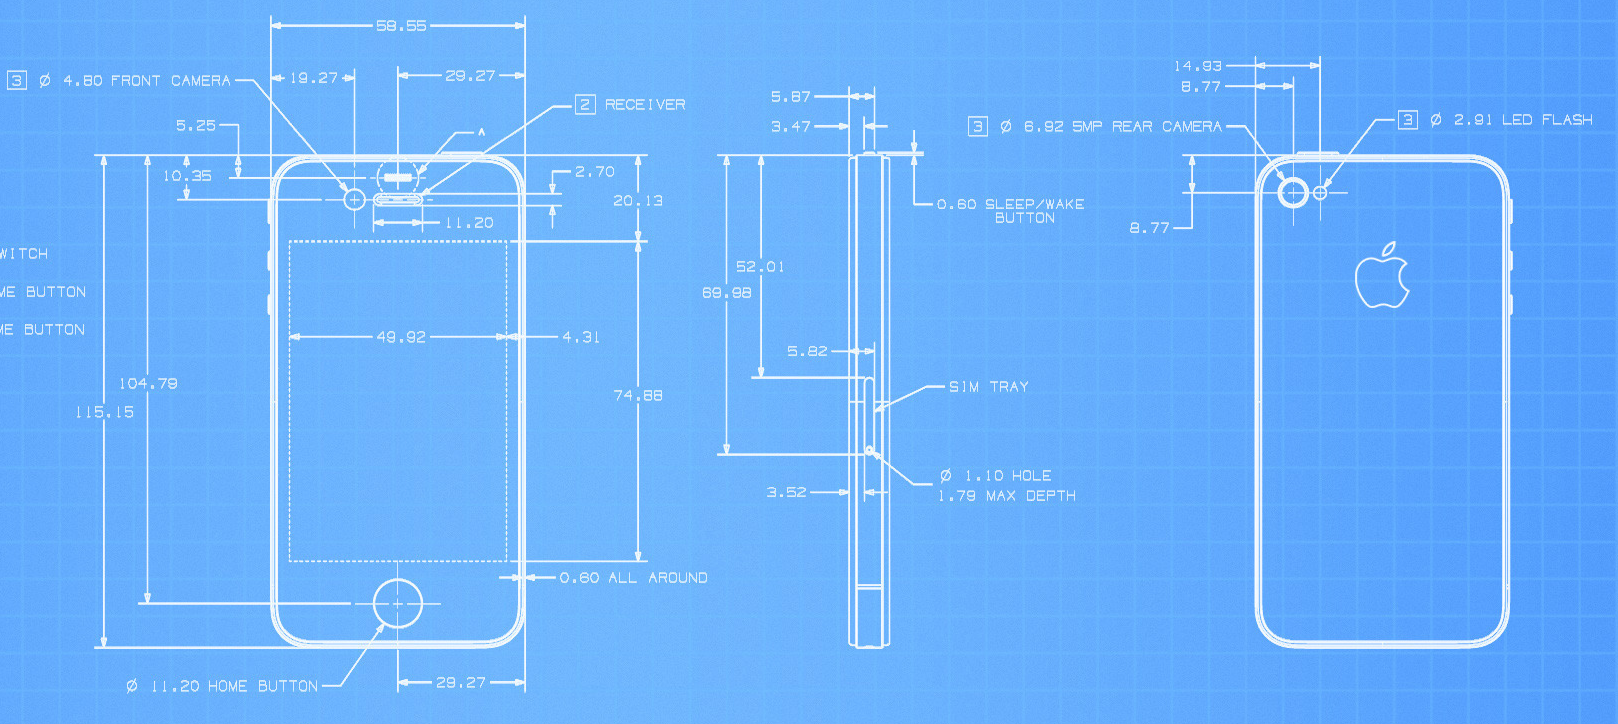 58.55
19.27
29.27
3 Ø 4.80 FRONT CAMERA
2 RECEIVER
5.25
A
10.35
2.70
20.13
11.20
WITCH
ME BUTTON
ME BUTTON
49.92
4.31
104.79
115.15
74.88
0.60 ALL AROUND
Ø 11.20 HOME BUTTON
29.27
5.87
3.47
0.60 SLEEP/WAKE
BUTTON
52.01
69.98
5.82
SIM TRAY
Ø 1.10 HOLE
1.79 MAX DEPTH
3.52
14.93
8.77
3 Ø 6.92 5MP REAR CAMERA
3 Ø 2.91 LED FLASH
8.77